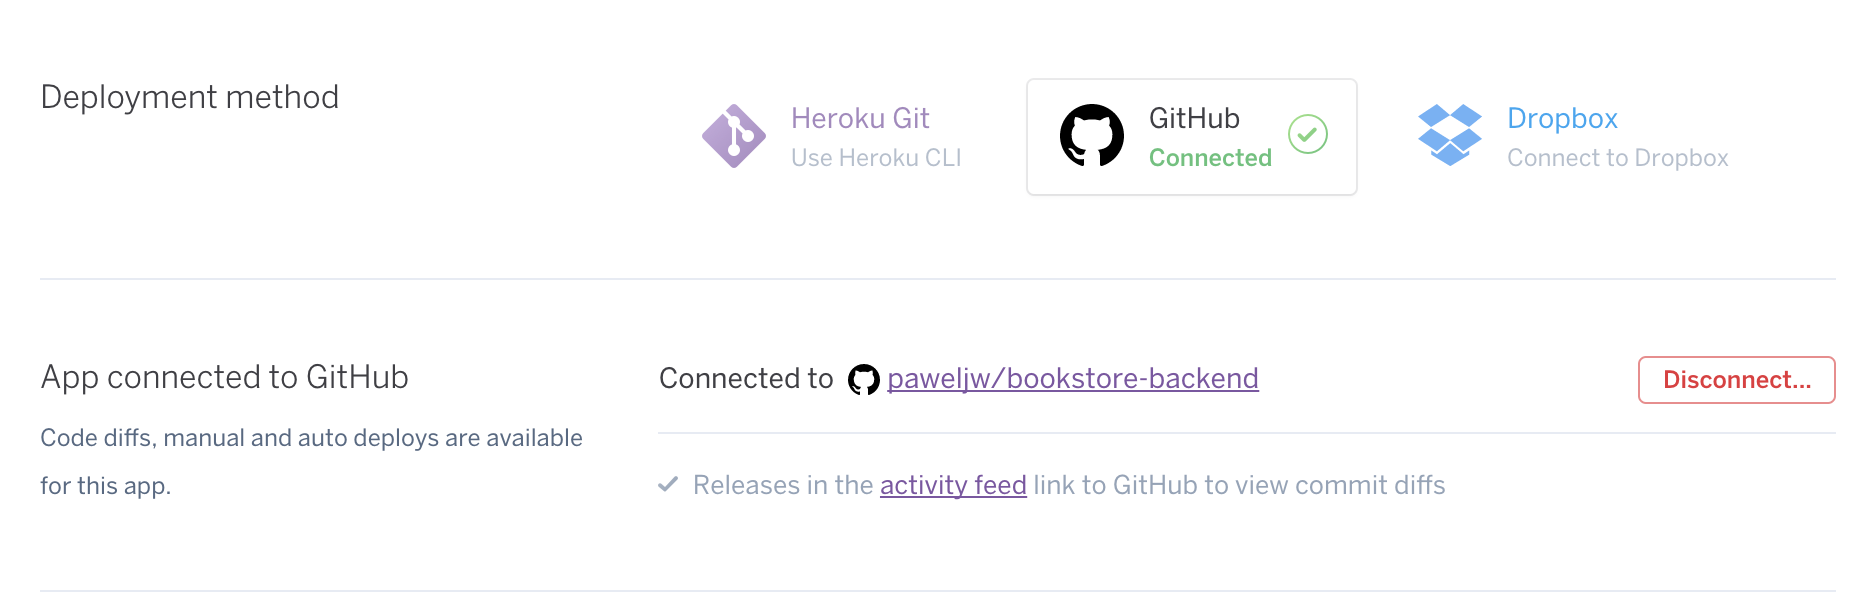 Deployment method
Heroku Git
Use Heroku CLI
GitHub
Connected
Dropbox
Connect to Dropbox
App connected to GitHub
Code diffs, manual and auto deploys are available
for this app.
Connected to paweljw/bookstore-backend
Disconnect...
Releases in the activity feed link to GitHub to view commit diffs